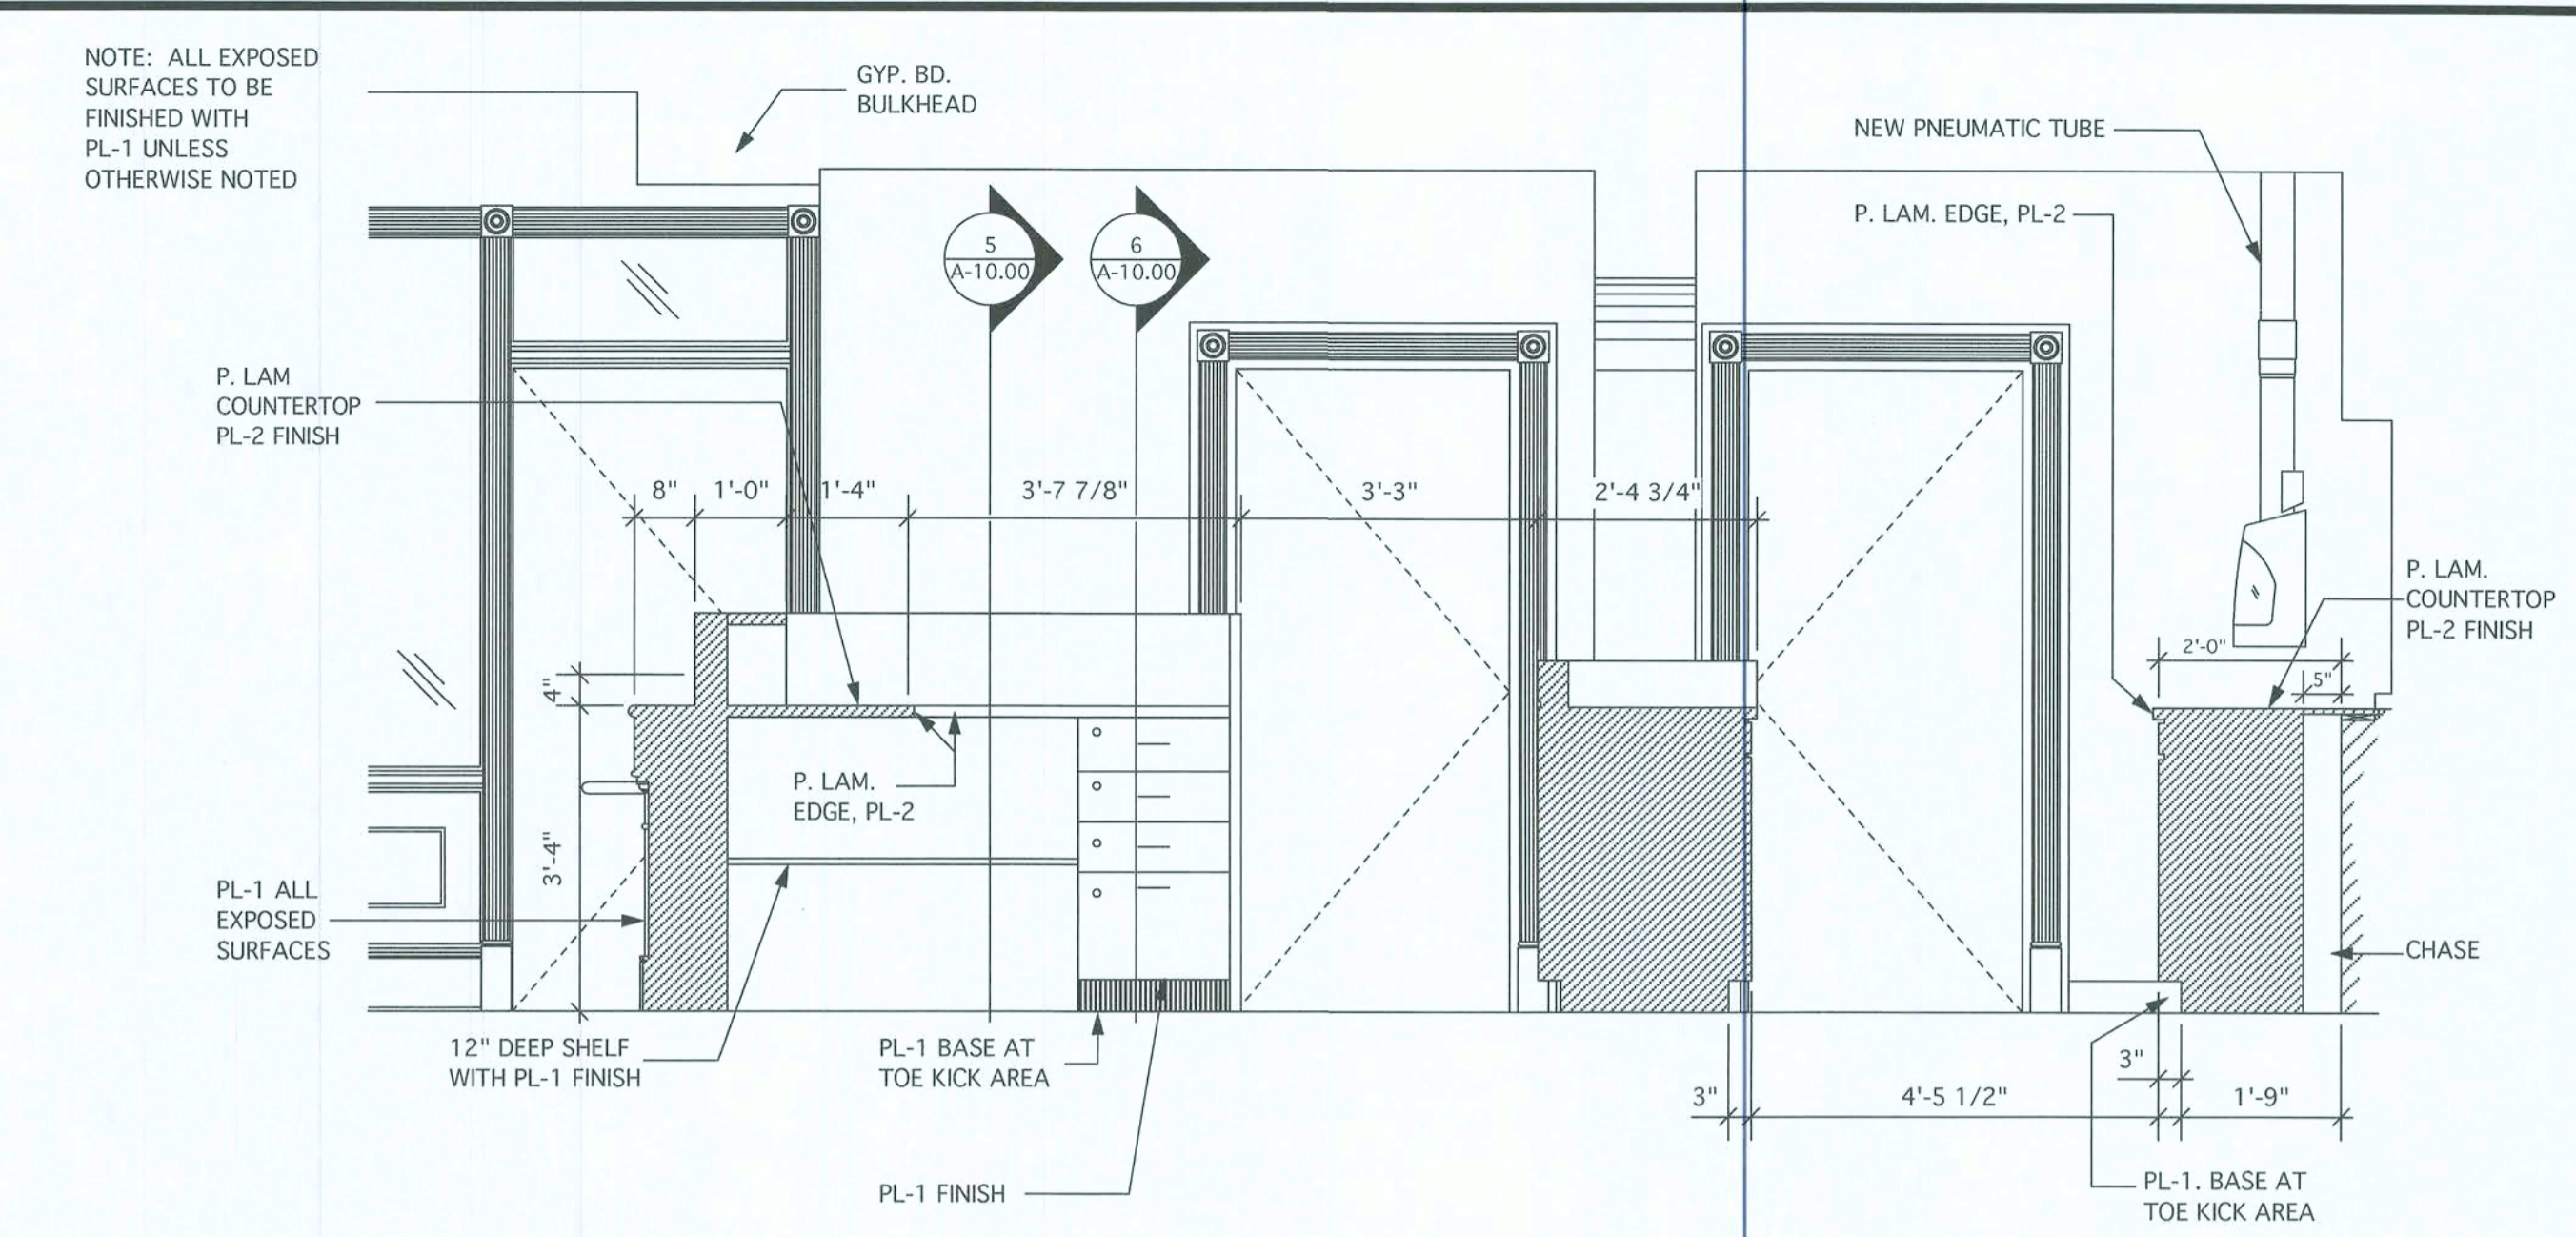 NOTE: ALL EXPOSED
SURFACES TO BE
FINISHED WITH
PL-1 UNLESS
OTHERWISE NOTED
GYP. BD.
BULKHEAD
NEW PNEUMATIC TUBE
P. LAM. EDGE, PL-2
5
A-10.00
6
A-10.00
P. LAM
COUNTERTOP
PL-2 FINISH
8"
1'-0"
1'-4"
3'-7 7/8"
3'-3"
2'-4 3/4"
P. LAM.
COUNTERTOP
PL-2 FINISH
2'-0"
5"
4"
P. LAM.
EDGE, PL-2
3'-4"
PL-1 ALL
EXPOSED
SURFACES
CHASE
12" DEEP SHELF
WITH PL-1 FINISH
PL-1 BASE AT
TOE KICK AREA
3"
3"
4'-5 1/2"
1'-9"
PL-1 FINISH
PL-1. BASE AT
TOE KICK AREA